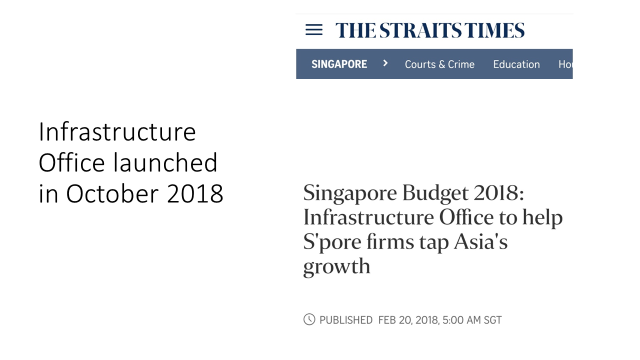 Infrastructure
Office launched
in October 2018
THE STRAITS TIMES
SINGAPORE > Courts & Crime Education
Singapore Budget 2018:
Infrastructure Office to help
S'pore firms tap Asia's
growth
PUBLISHED FEB 20, 2018, 5:00 AM SGT